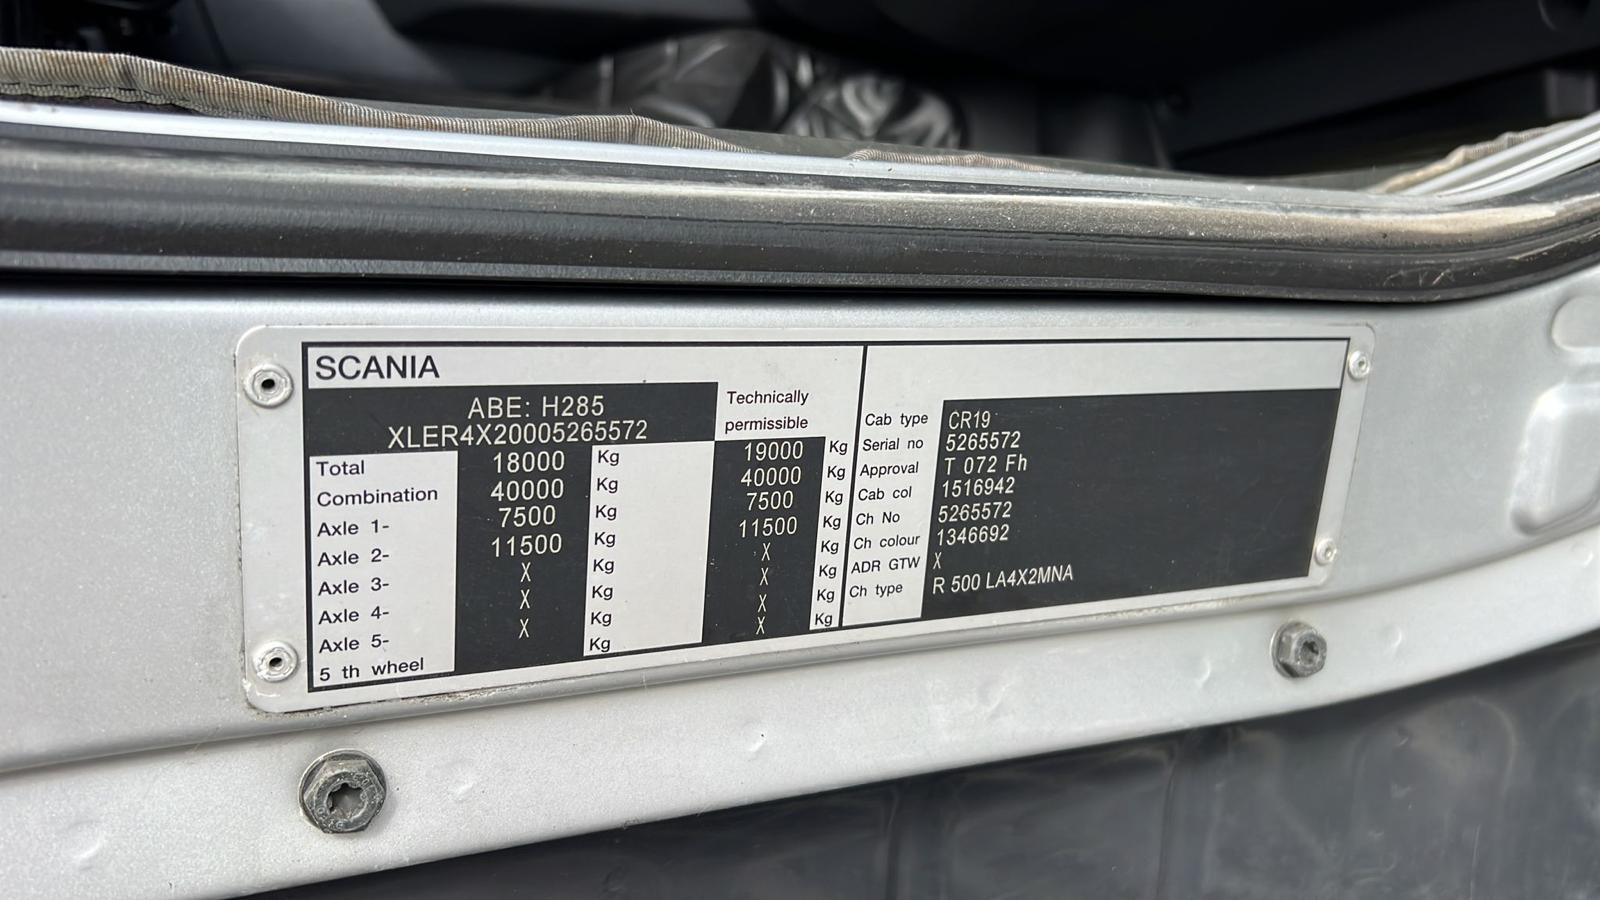 SCANIA
ABE: H285
XLER4X20005265572
Technically
permissible
Total 18000 Kg 19000 Kg
Combination 40000 Kg 40000 Kg
Axle 1- 7500 Kg 7500 Kg
Axle 2- 11500 Kg 11500 Kg
Axle 3- X Kg X Kg
Axle 4- X Kg X Kg
Axle 5- X Kg X Kg
5 th wheel Kg X Kg
Cab type CR19
Serial no 5265572
Approval T 072 Fh
Cab col 1516942
Ch No 5265572
Ch colour 1346692
ADR GTW X
Ch type R 500 LA4X2MNA